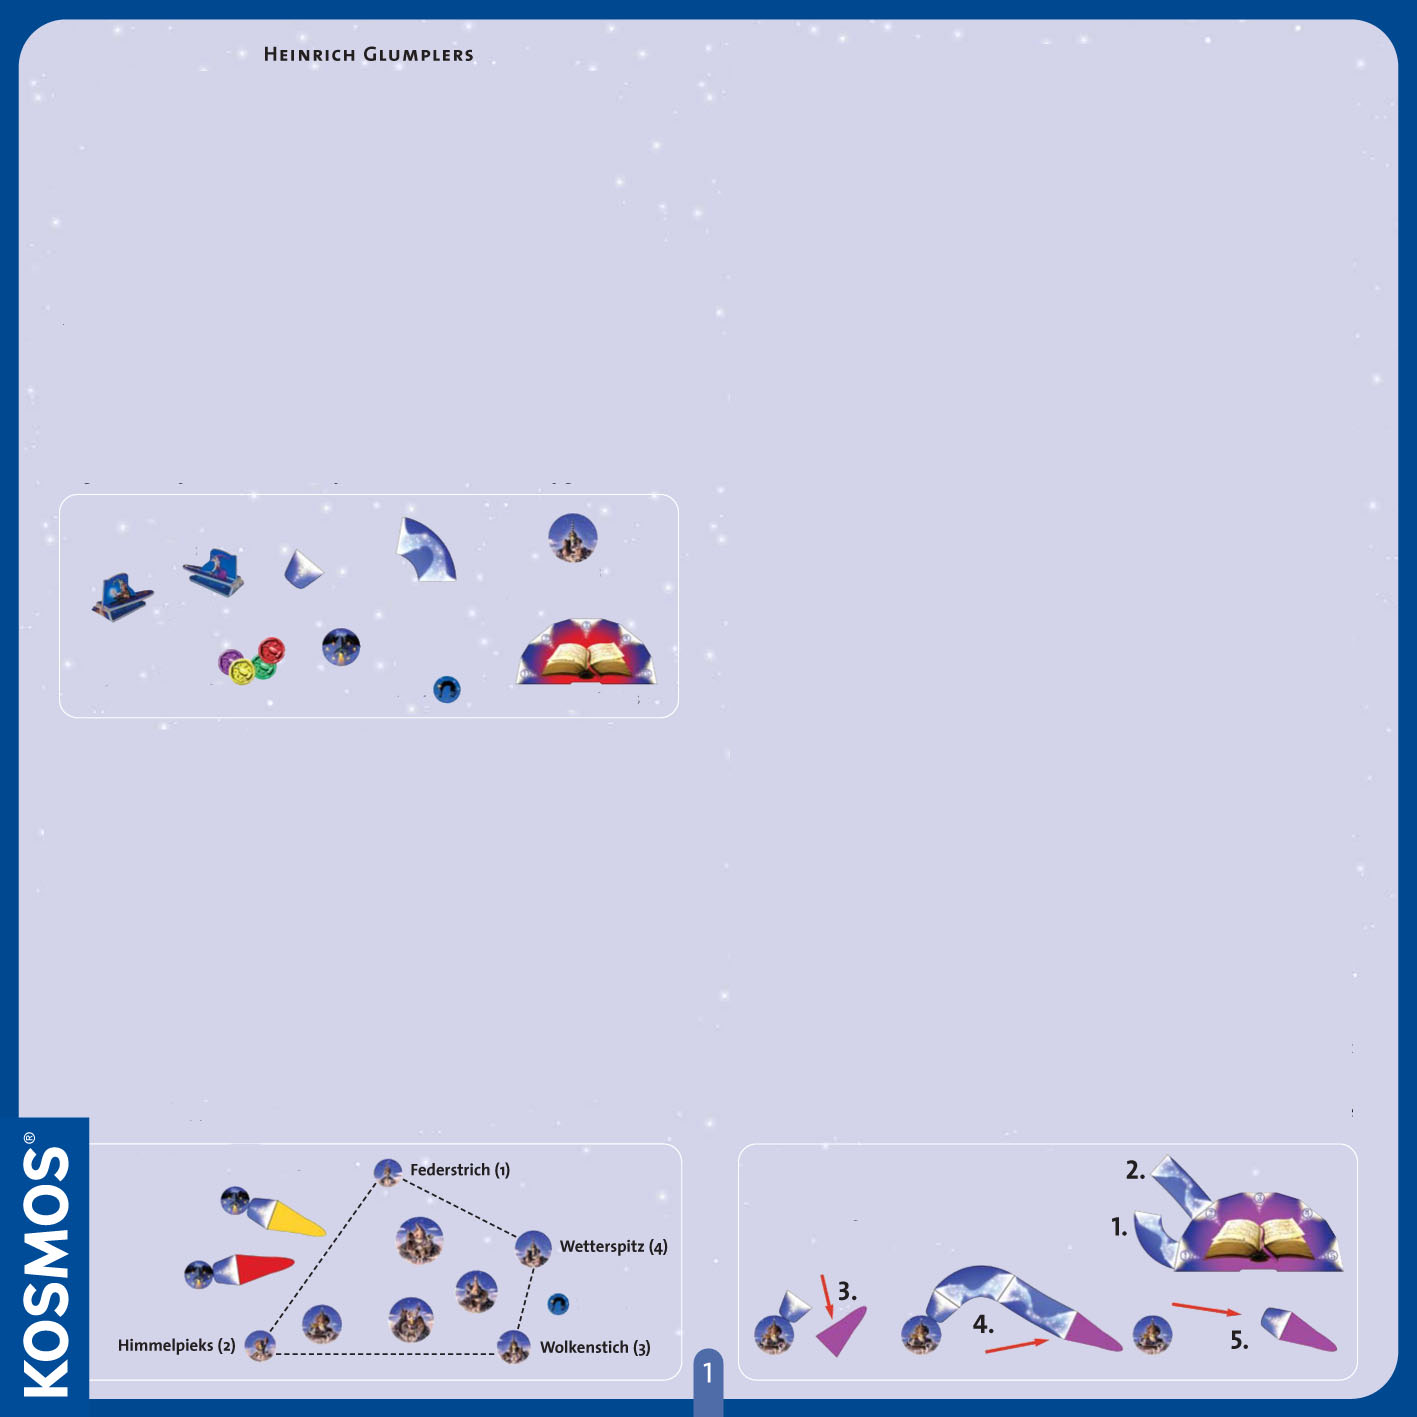 HEINRICH GLUMPLERS
Federstrich (1)
Wetterspitz (4)
Himmelpieks (2)
Wolkenstich (3)
2.
1.
3.
4.
5.
KOSMOS®
1